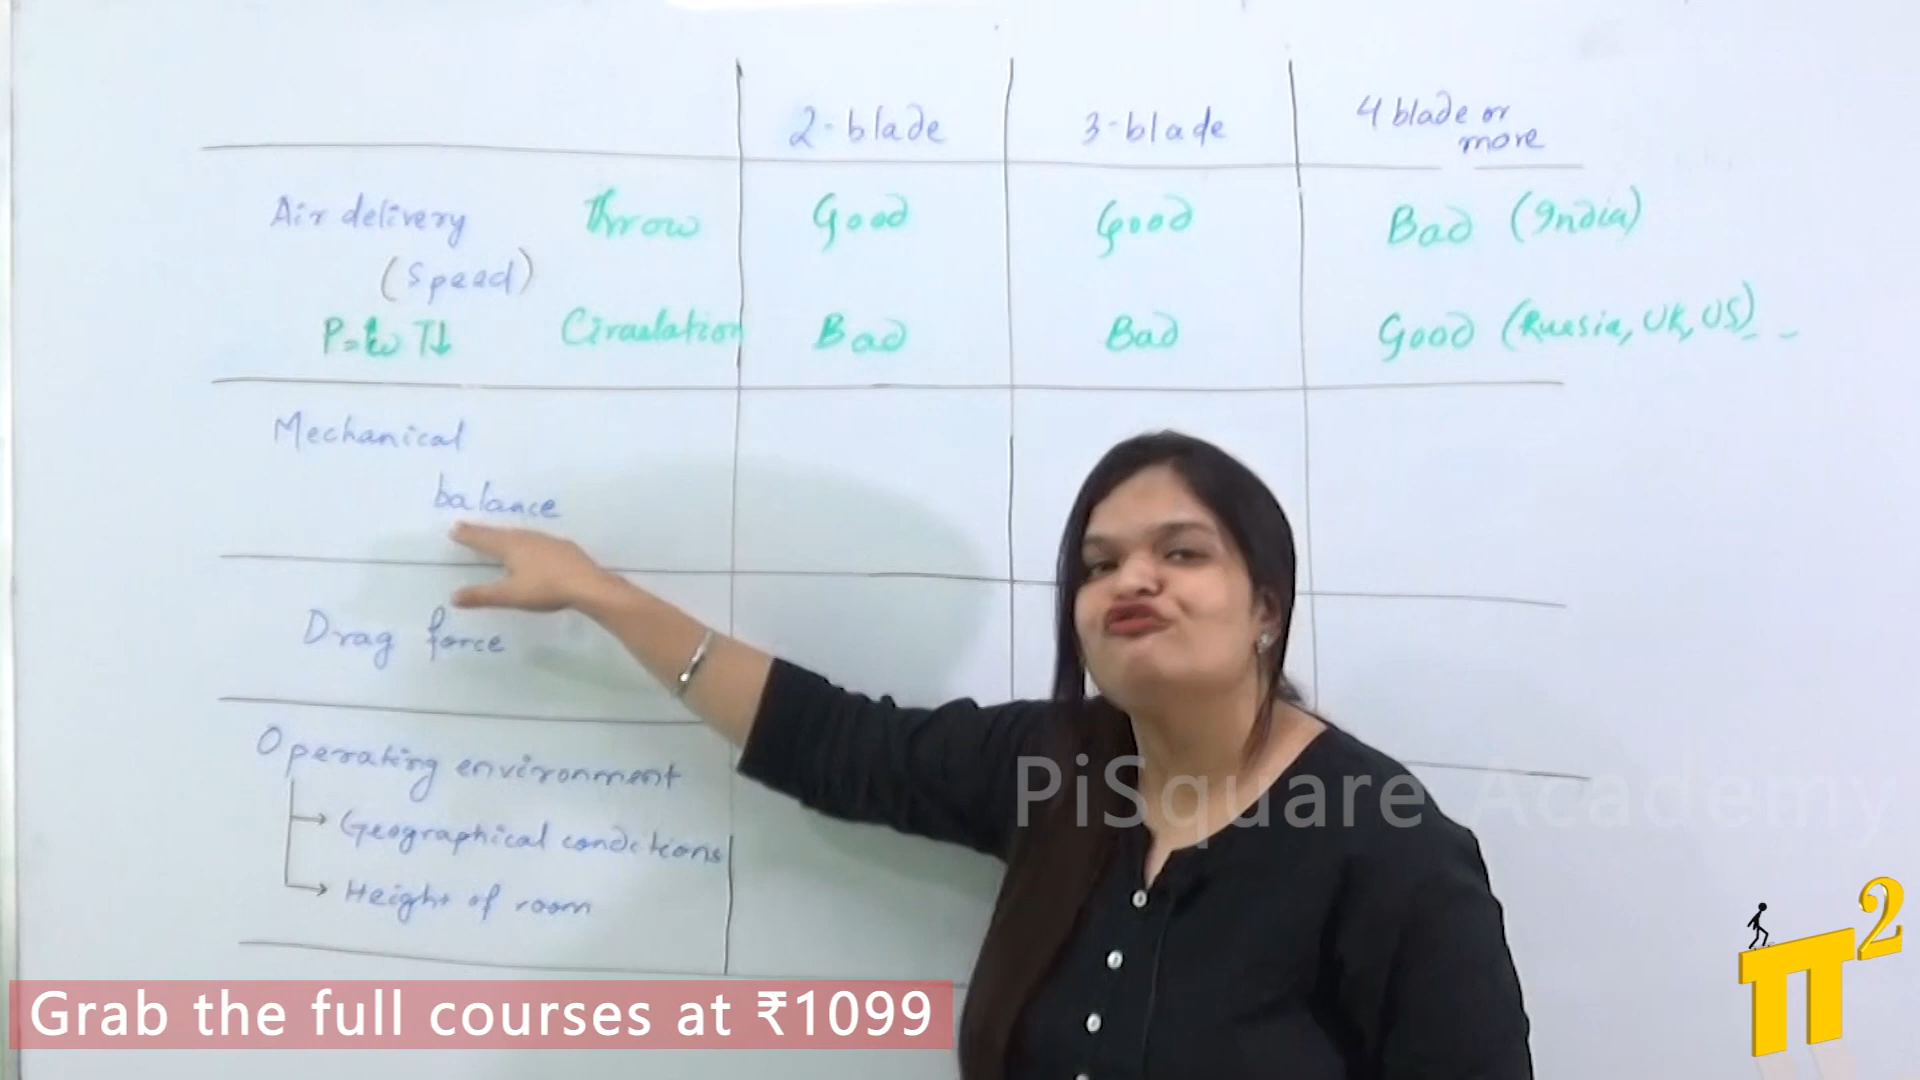 2-blade 3-blade 4 blade or
more
Air delivery Throw Good Good Bad (India)
(Speed)
P=tω T↓ Circulation Bad Bad Good (Russia, UK, US) - -
Mechanical
balance
Drag force
Operating environment
→ Geographical conditions
→ Height of room
PiSquare Academy
π2
Grab the full courses at ₹1099